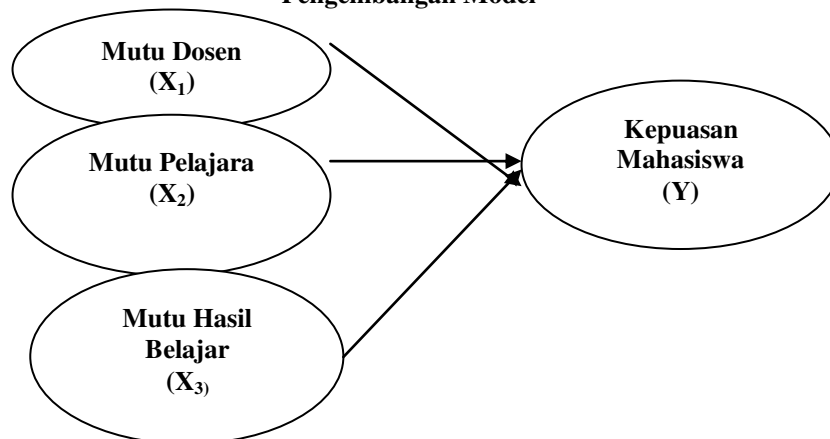 Pengembangan Model
Mutu Dosen
(X₁)
Mutu Pelajara
(X₂)
Mutu Hasil
Belajar
(X₃)
Kepuasan
Mahasiswa
(Y)